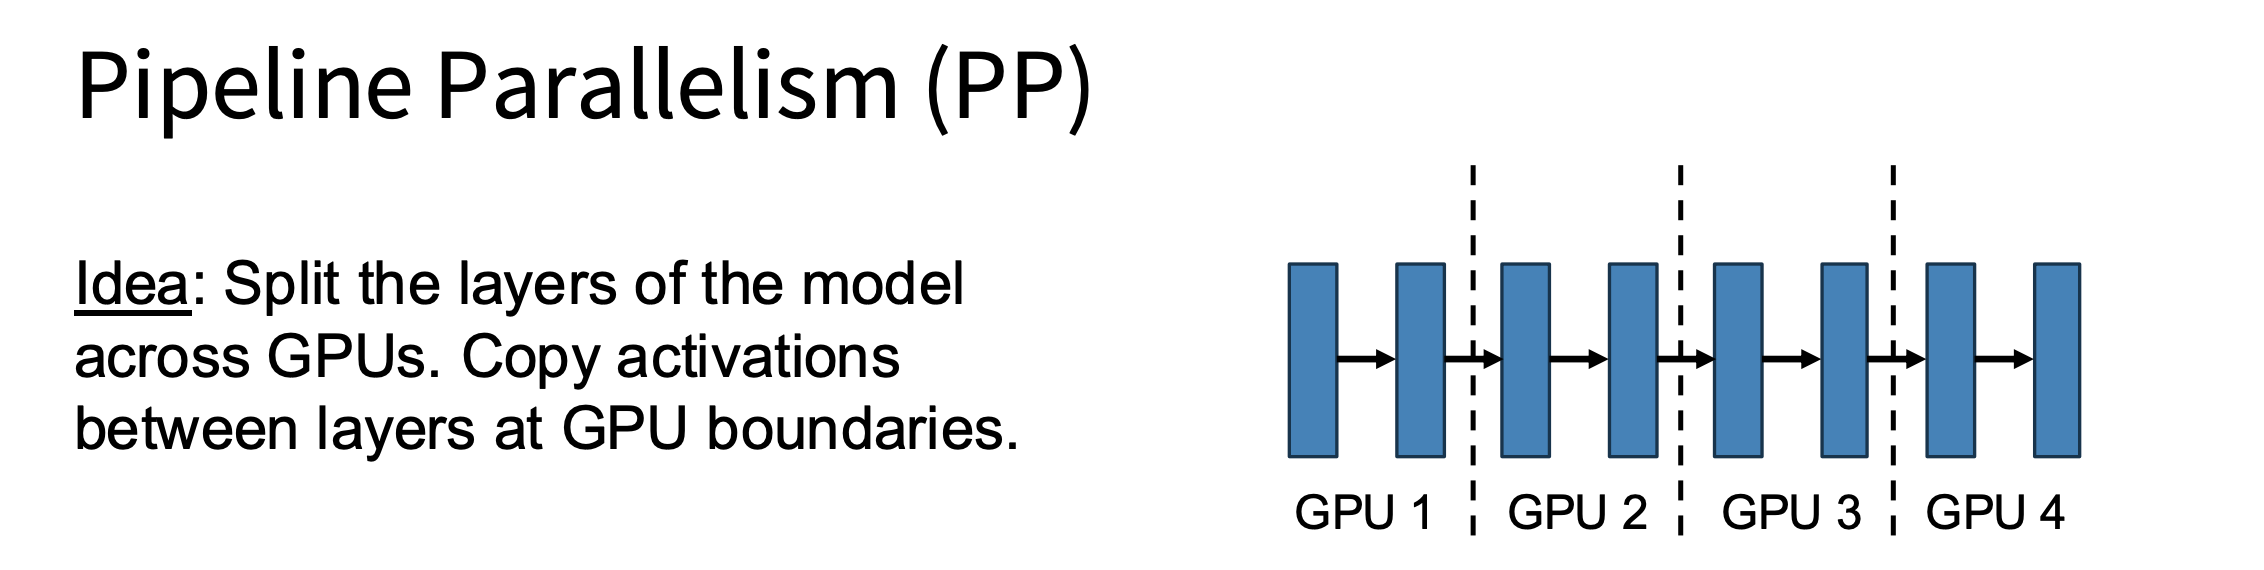 Pipeline Parallelism (PP)
Idea: Split the layers of the model
across GPUs. Copy activations
between layers at GPU boundaries.
GPU 1
GPU 2
GPU 3
GPU 4